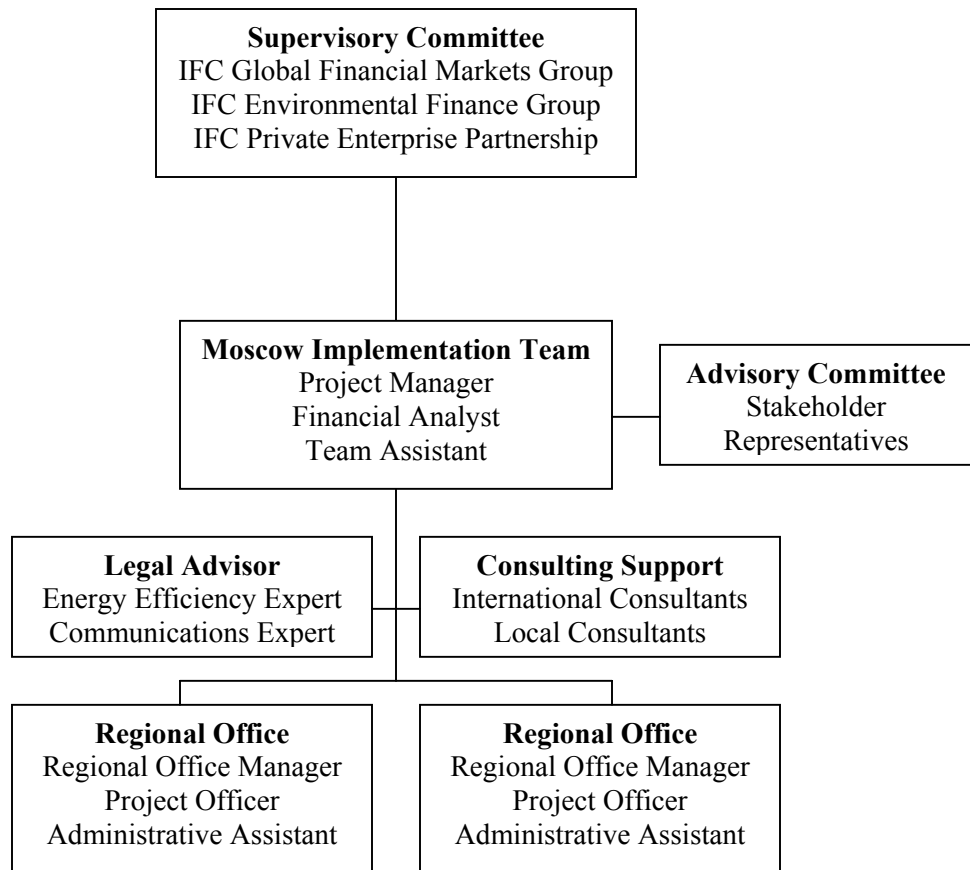 Supervisory Committee
IFC Global Financial Markets Group
IFC Environmental Finance Group
IFC Private Enterprise Partnership
Moscow Implementation Team
Project Manager
Financial Analyst
Team Assistant
Advisory Committee
Stakeholder
Representatives
Legal Advisor
Energy Efficiency Expert
Communications Expert
Consulting Support
International Consultants
Local Consultants
Regional Office
Regional Office Manager
Project Officer
Administrative Assistant
Regional Office
Regional Office Manager
Project Officer
Administrative Assistant